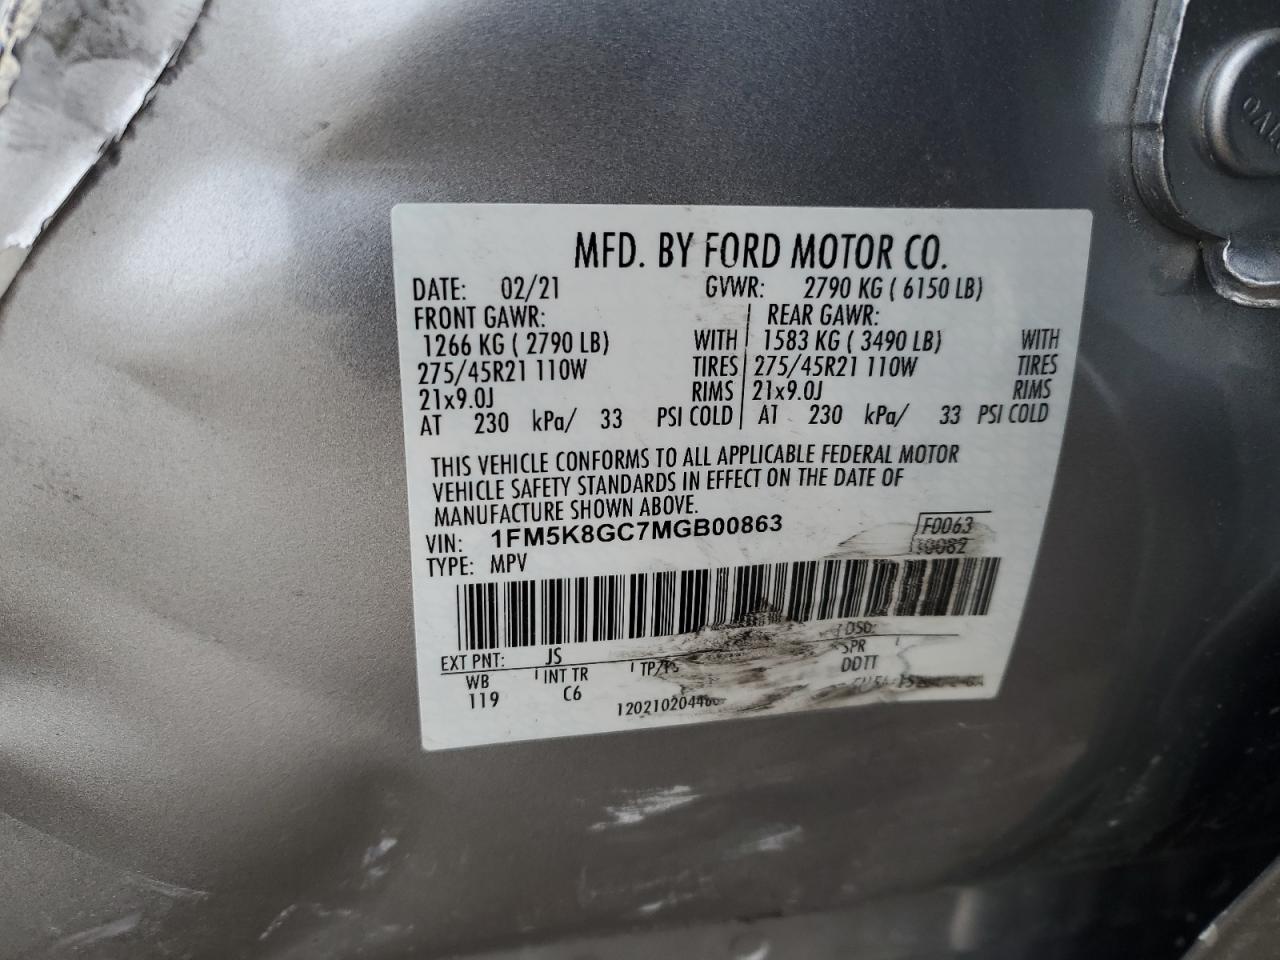 MFD. BY FORD MOTOR CO.
DATE: 02/21 GVWR: 2790 KG ( 6150 LB)
FRONT GAWR: REAR GAWR:
1266 KG ( 2790 LB) WITH 1583 KG ( 3490 LB) WITH
275/45R21 110W TIRES 275/45R21 110W TIRES
21x9.0J RIMS 21x9.0J RIMS
AT 230 kPa/ 33 PSI COLD AT 230 kPa/ 33 PSI COLD
THIS VEHICLE CONFORMS TO ALL APPLICABLE FEDERAL MOTOR
VEHICLE SAFETY STANDARDS IN EFFECT ON THE DATE OF
MANUFACTURE SHOWN ABOVE.
VIN: 1FM5K8GC7MGB00863 F0063
TYPE: MPV
EXT PNT: JS DSO:
WB INT TR TP/PS SPR
119 C6 DDTT